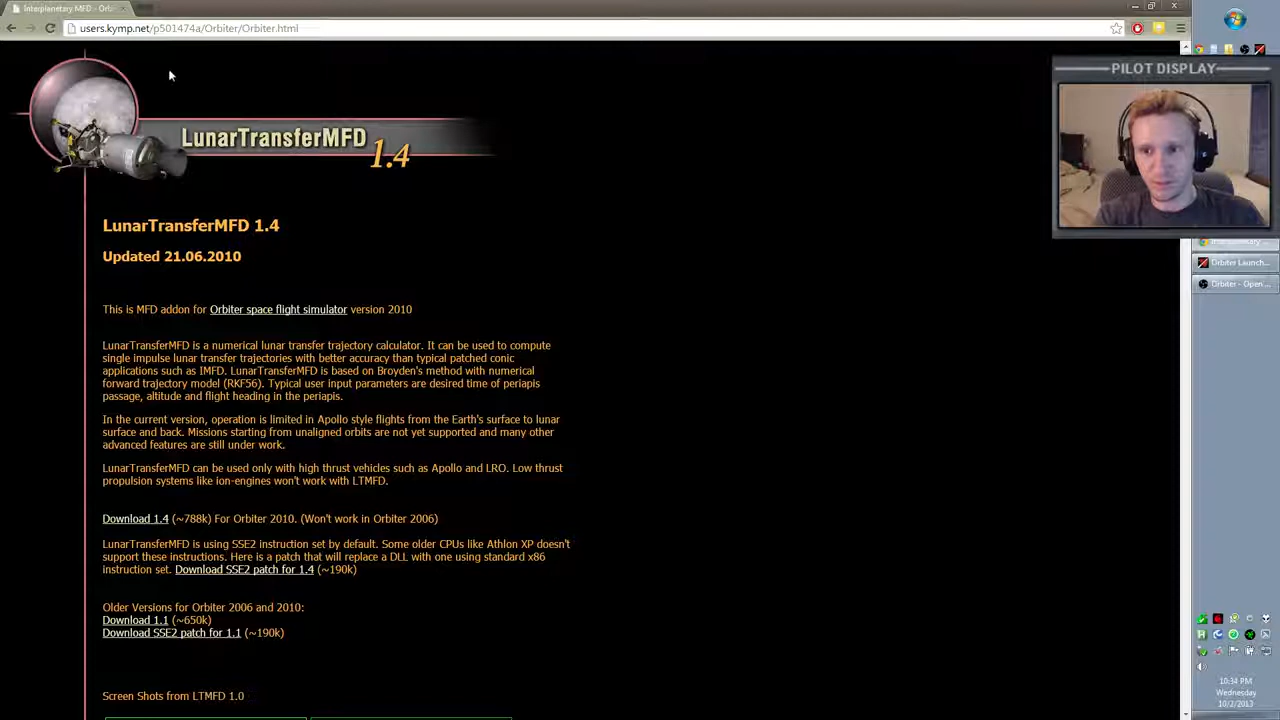 Interplanetary MFD - Orb
users.kymp.net/p501474a/Orbiter/Orbiter.html
PILOT DISPLAY
LunarTransferMFD 1.4
Orbiter Launch...
Orbiter - Open ...
LunarTransferMFD 1.4
Updated 21.06.2010
This is MFD addon for Orbiter space flight simulator version 2010
LunarTransferMFD is a numerical lunar transfer trajectory calculator. It can be used to compute
single impulse lunar transfer trajectories with better accuracy than typical patched conic
applications such as IMFD. LunarTransferMFD is based on Broyden's method with numerical
forward trajectory model (RKF56). Typical user input parameters are desired time of periapis
passage, altitude and flight heading in the periapis.
In the current version, operation is limited in Apollo style flights from the Earth's surface to lunar
surface and back. Missions starting from unaligned orbits are not yet supported and many other
advanced features are still under work.
LunarTransferMFD can be used only with high thrust vehicles such as Apollo and LRO. Low thrust
propulsion systems like ion-engines won't work with LTMFD.
Download 1.4 (~788k) For Orbiter 2010. (Won't work in Orbiter 2006)
LunarTransferMFD is using SSE2 instruction set by default. Some older CPUs like Athlon XP doesn't
support these instructions. Here is a patch that will replace a DLL with one using standard x86
instruction set. Download SSE2 patch for 1.4 (~190k)
Older Versions for Orbiter 2006 and 2010:
Download 1.1 (~650k)
Download SSE2 patch for 1.1 (~190k)
Screen Shots from LTMFD 1.0
10:34 PM
Wednesday
10/2/2013